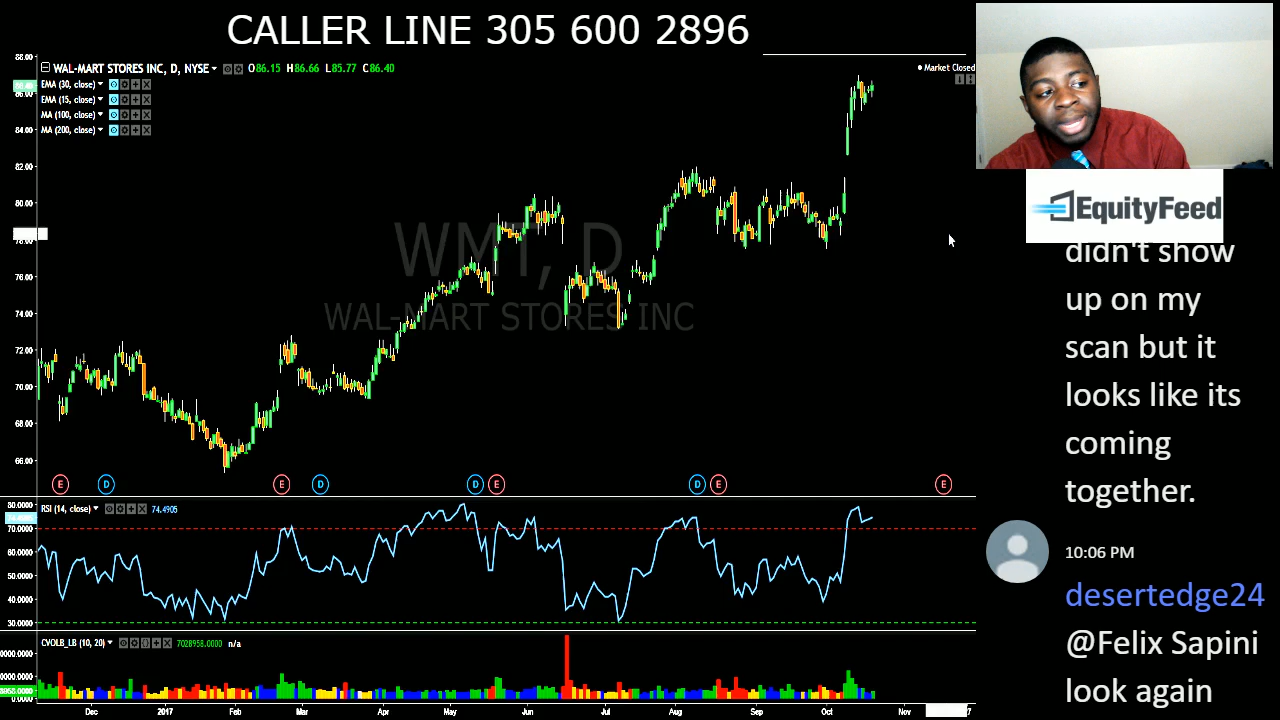 CALLER LINE 305 600 2896
88.00
WAL-MART STORES INC, D, NYSE O86.15 H86.66 L85.77 C86.40
Market Closed
EMA (30, close)
EMA (15, close)
MA (100, close)
MA (200, close)
86.00
84.00
82.00
80.00
78.00
76.00
74.00
72.00
70.00
68.00
66.00
WMT, D
WAL-MART STORES INC
E D E D D E D E E
80.0000
RSI (14, close) 74.4905
70.0000
60.0000
50.0000
40.0000
30.0000
CVOLB_LB (10, 20) 7028958.0000 n/a
Dec 2017 Feb Mar Apr May Jun Jul Aug Sep Oct Nov
EquityFeed
didn't show
up on my
scan but it
looks like its
coming
together.
10:06 PM
desertedge24
@Felix Sapini
look again